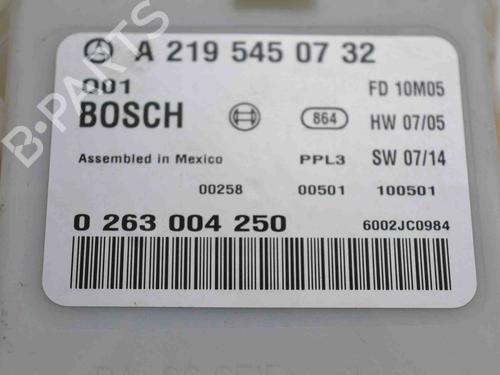 A 219 545 07 32
Q01
FD 10M05
BOSCH
864
HW 07/05
Assembled in Mexico
PPL3
SW 07/14
00258
00501
100501
0 263 004 250
6002JC0984
B-PARTS